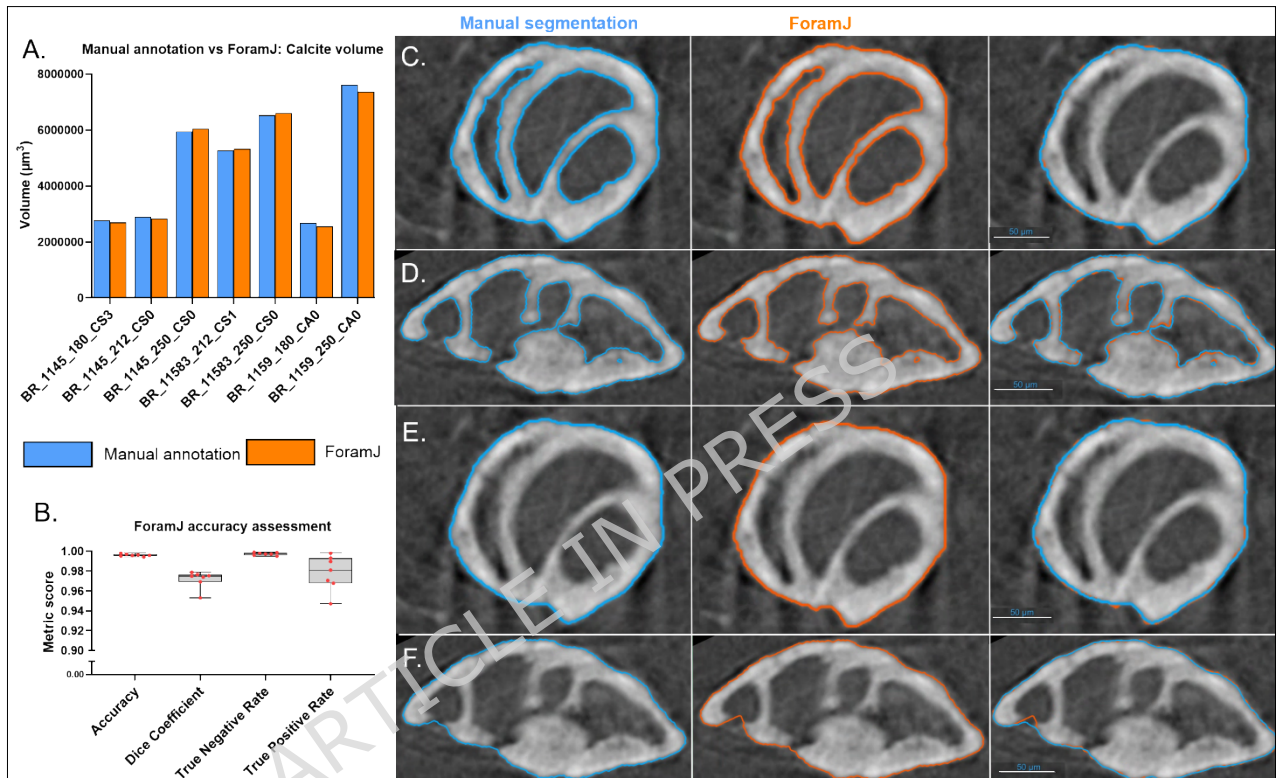 Manual segmentation
ForamJ
A.
Manual annotation vs ForamJ: Calcite volume
8000000
6000000
4000000
2000000
0
Volume (µm³)
BR_1145_180_CS3
BR_1145_212_CS0
BR_1145_250_CS0
BR_11583_212_CS1
BR_11583_250_CS0
BR_1159_180_CA0
BR_1159_250_CA0
Manual annotation
ForamJ
B.
ForamJ accuracy assessment
1.00
0.98
0.96
0.94
0.92
0.90
0.00
Metric score
Accuracy
Dice Coefficient
True Negative Rate
True Positive Rate
C.
50 µm
D.
50 µm
E.
50 µm
F.
50 µm
ARTICLE IN PRESS